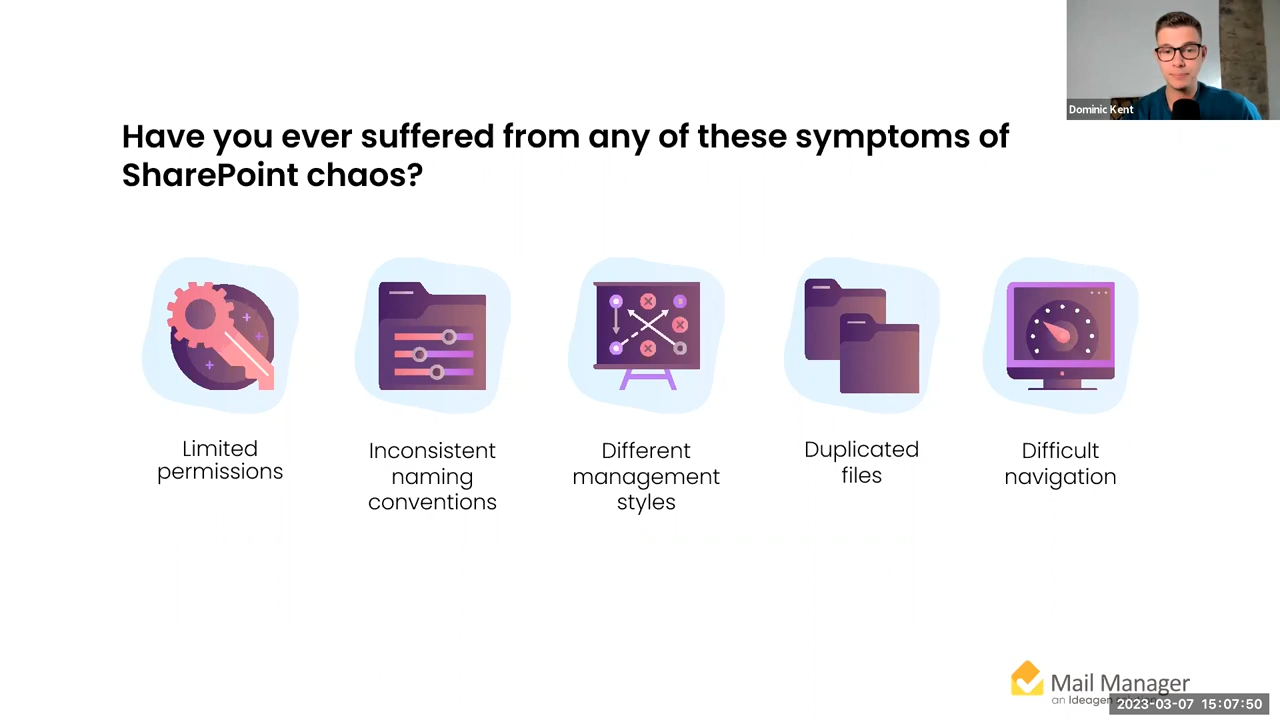 Dominic Kent
Have you ever suffered from any of these symptoms of
SharePoint chaos?
Limited
permissions
Inconsistent
naming
conventions
Different
management
styles
Duplicated
files
Difficult
navigation
Mail Manager
an Ideagen
2023-03-07 15:07:50